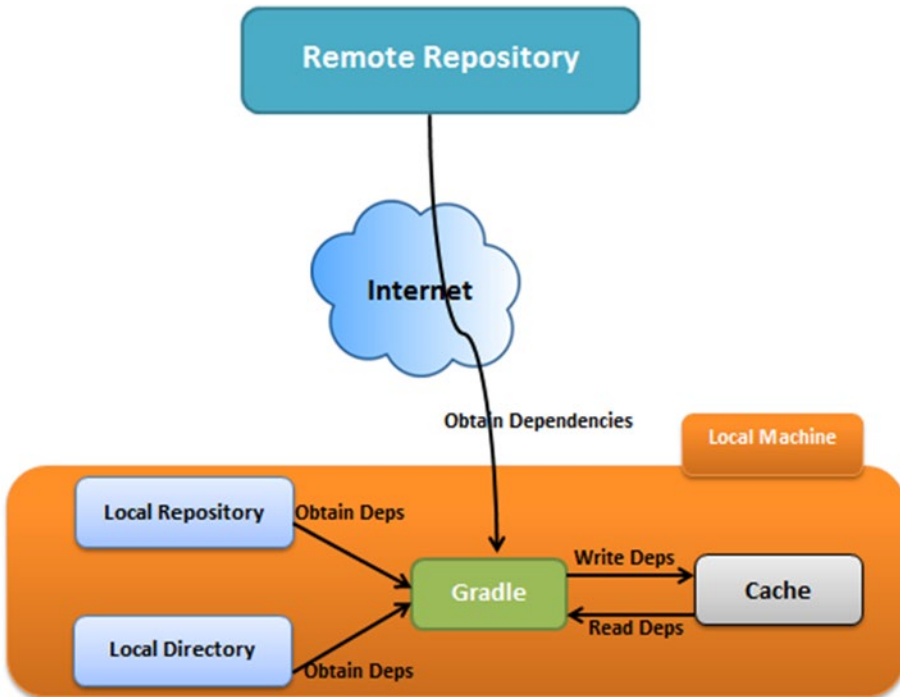 Remote Repository
Internet
Obtain Dependencies
Local Machine
Local Repository
Obtain Deps
Gradle
Write Deps
Cache
Read Deps
Local Directory
Obtain Deps